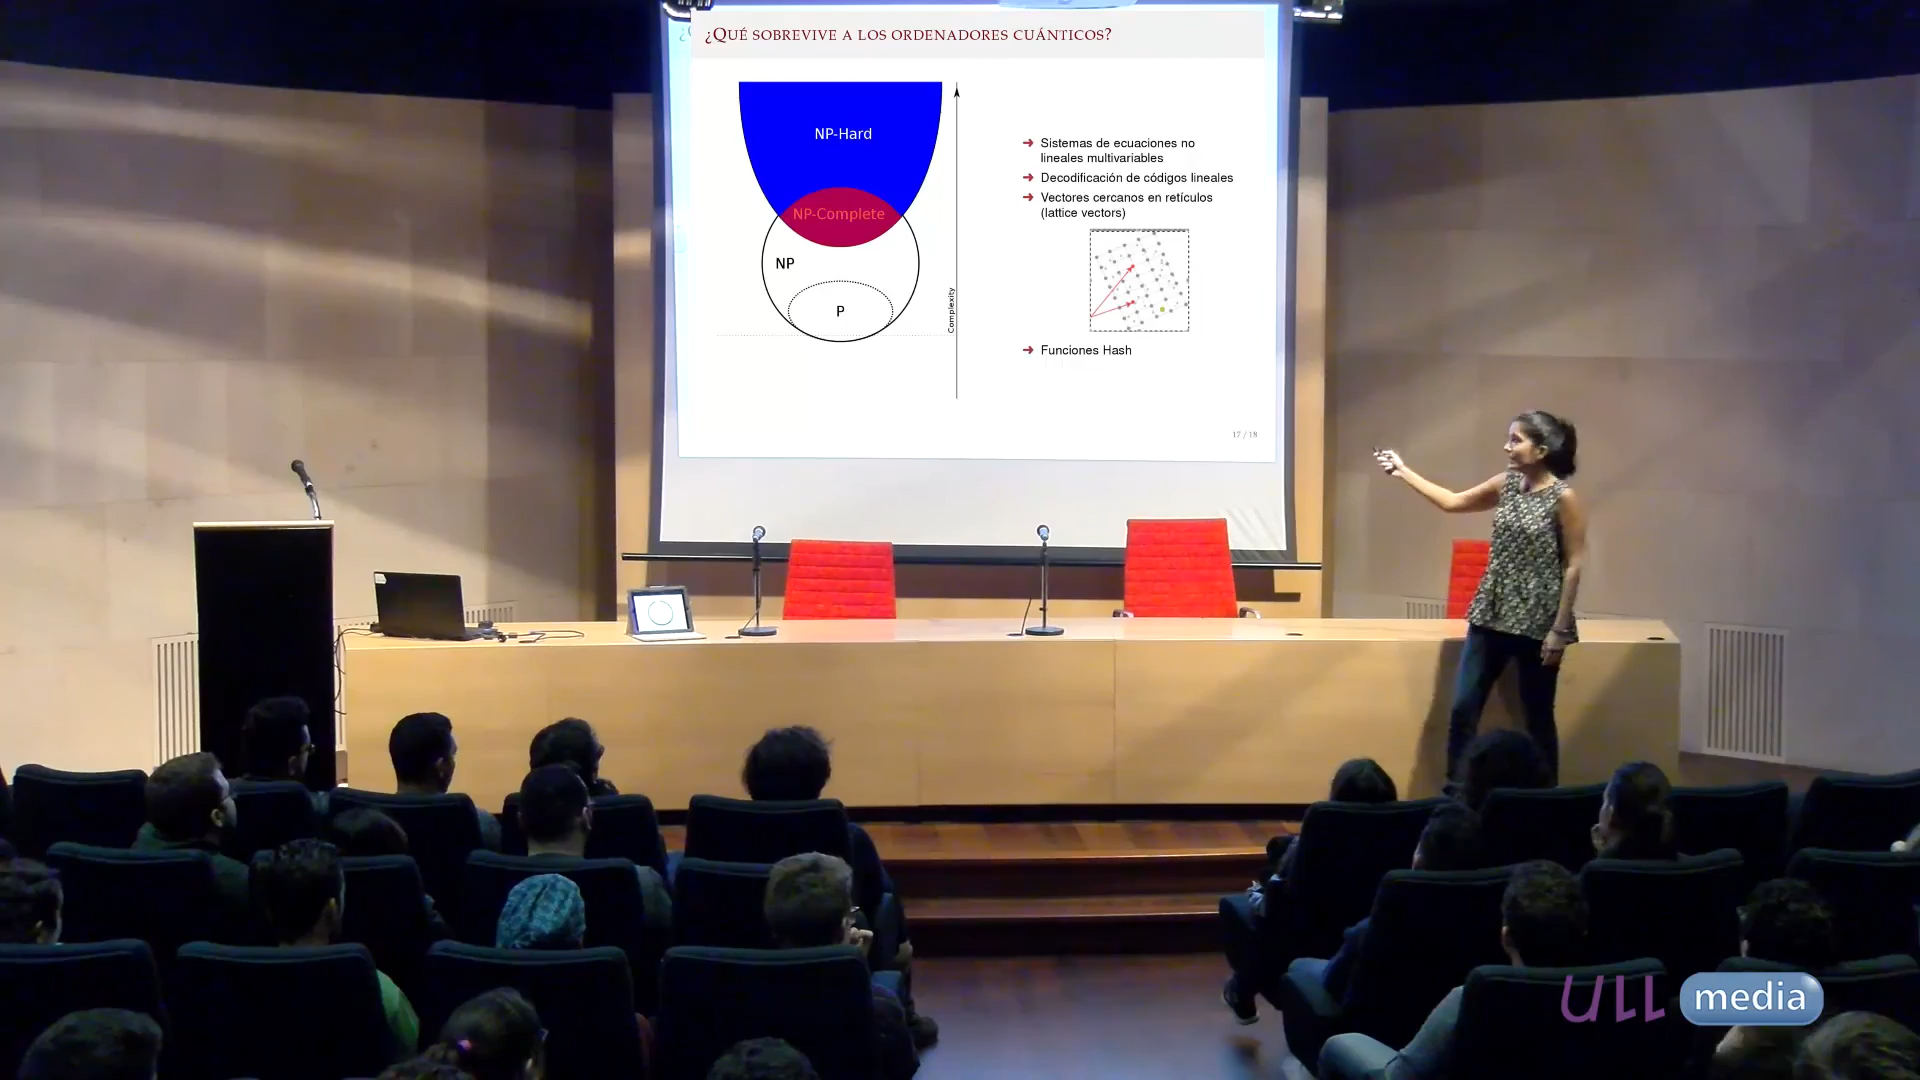 ¿QUÉ SOBREVIVE A LOS ORDENADORES CUÁNTICOS?
NP-Hard
NP-Complete
NP
P
Complexity
➜ Sistemas de ecuaciones no
lineales multivariables
➜ Decodificación de códigos lineales
➜ Vectores cercanos en retículos
(lattice vectors)
➜ Funciones Hash
17 / 18
ULL media